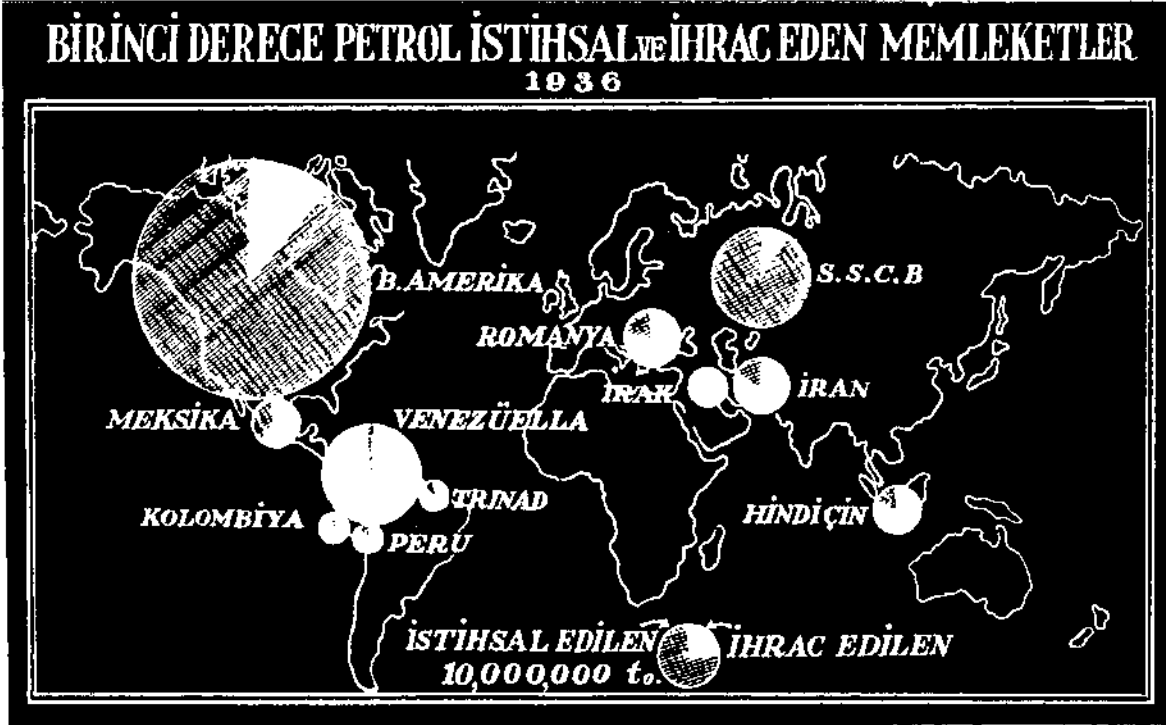 BİRİNCİ DERECE PETROL İSTİHSAL VE İHRAC EDEN MEMLEKETLER
1936
B. AMERİKA
S.S.C.B
ROMANYA
IRAK
İRAN
MEKSİKA
VENEZÜELLA
TRINAD
KOLOMBİYA
PERU
HİNDİ ÇİN
İSTİHSAL EDİLEN
İHRAC EDİLEN
10,000,000 to.